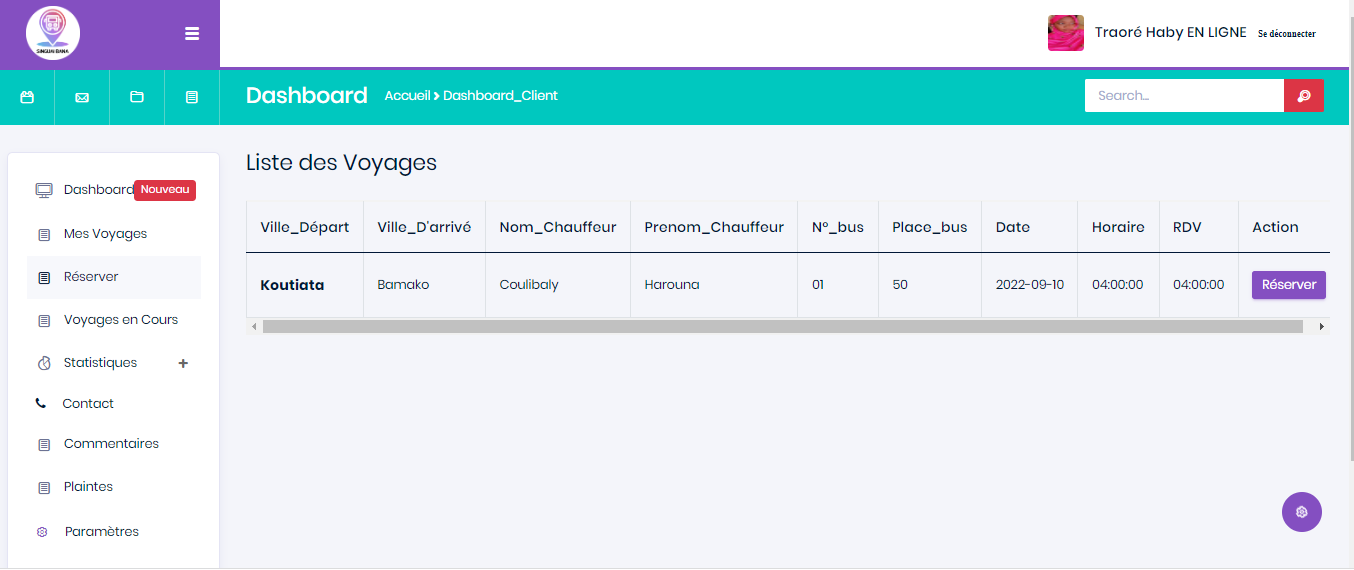 SINGUIN BANA
Traoré Haby EN LIGNE Se déconnecter
Dashboard Accueil > Dashboard_Client Search...
Liste des Voyages
Dashboard Nouveau
Mes Voyages
Réserver
Voyages en Cours
Statistiques +
Contact
Commentaires
Plaintes
Paramètres
Ville_Départ Ville_D'arrivé Nom_Chauffeur Prenom_Chauffeur N°_bus Place_bus Date Horaire RDV Action
Koutiata Bamako Coulibaly Harouna 01 50 2022-09-10 04:00:00 04:00:00 Réserver